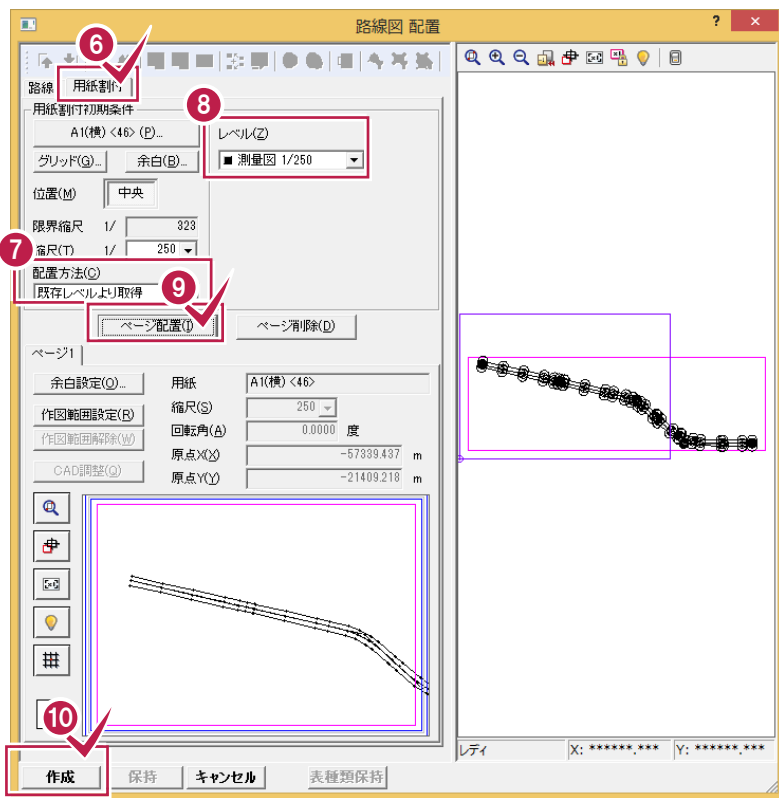 路線図 配置
? ×
6
路線 用紙割付
用紙割付初期条件
8
A1(横) <46> (P)...
レベル(Z)
グリッド(G)... 余白(B)...
■ 測量図 1/250
位置(M) 中央
限界縮尺 1/ 323
7
縮尺(T) 1/ 250
配置方法(C)
既存レベルより取得
9
ページ配置(I) ページ削除(D)
ページ1
余白設定(O)... 用紙 A1(横) <46>
縮尺(S) 250
作図範囲設定(R)
回転角(A) 0.0000 度
作図範囲解除(W)
原点X(X) -57339.437 m
CAD調整(Q)
原点Y(Y) -21409.218 m
10
レディ X: ******.*** Y: ******.***
作成 保持 キャンセル 表種類保持